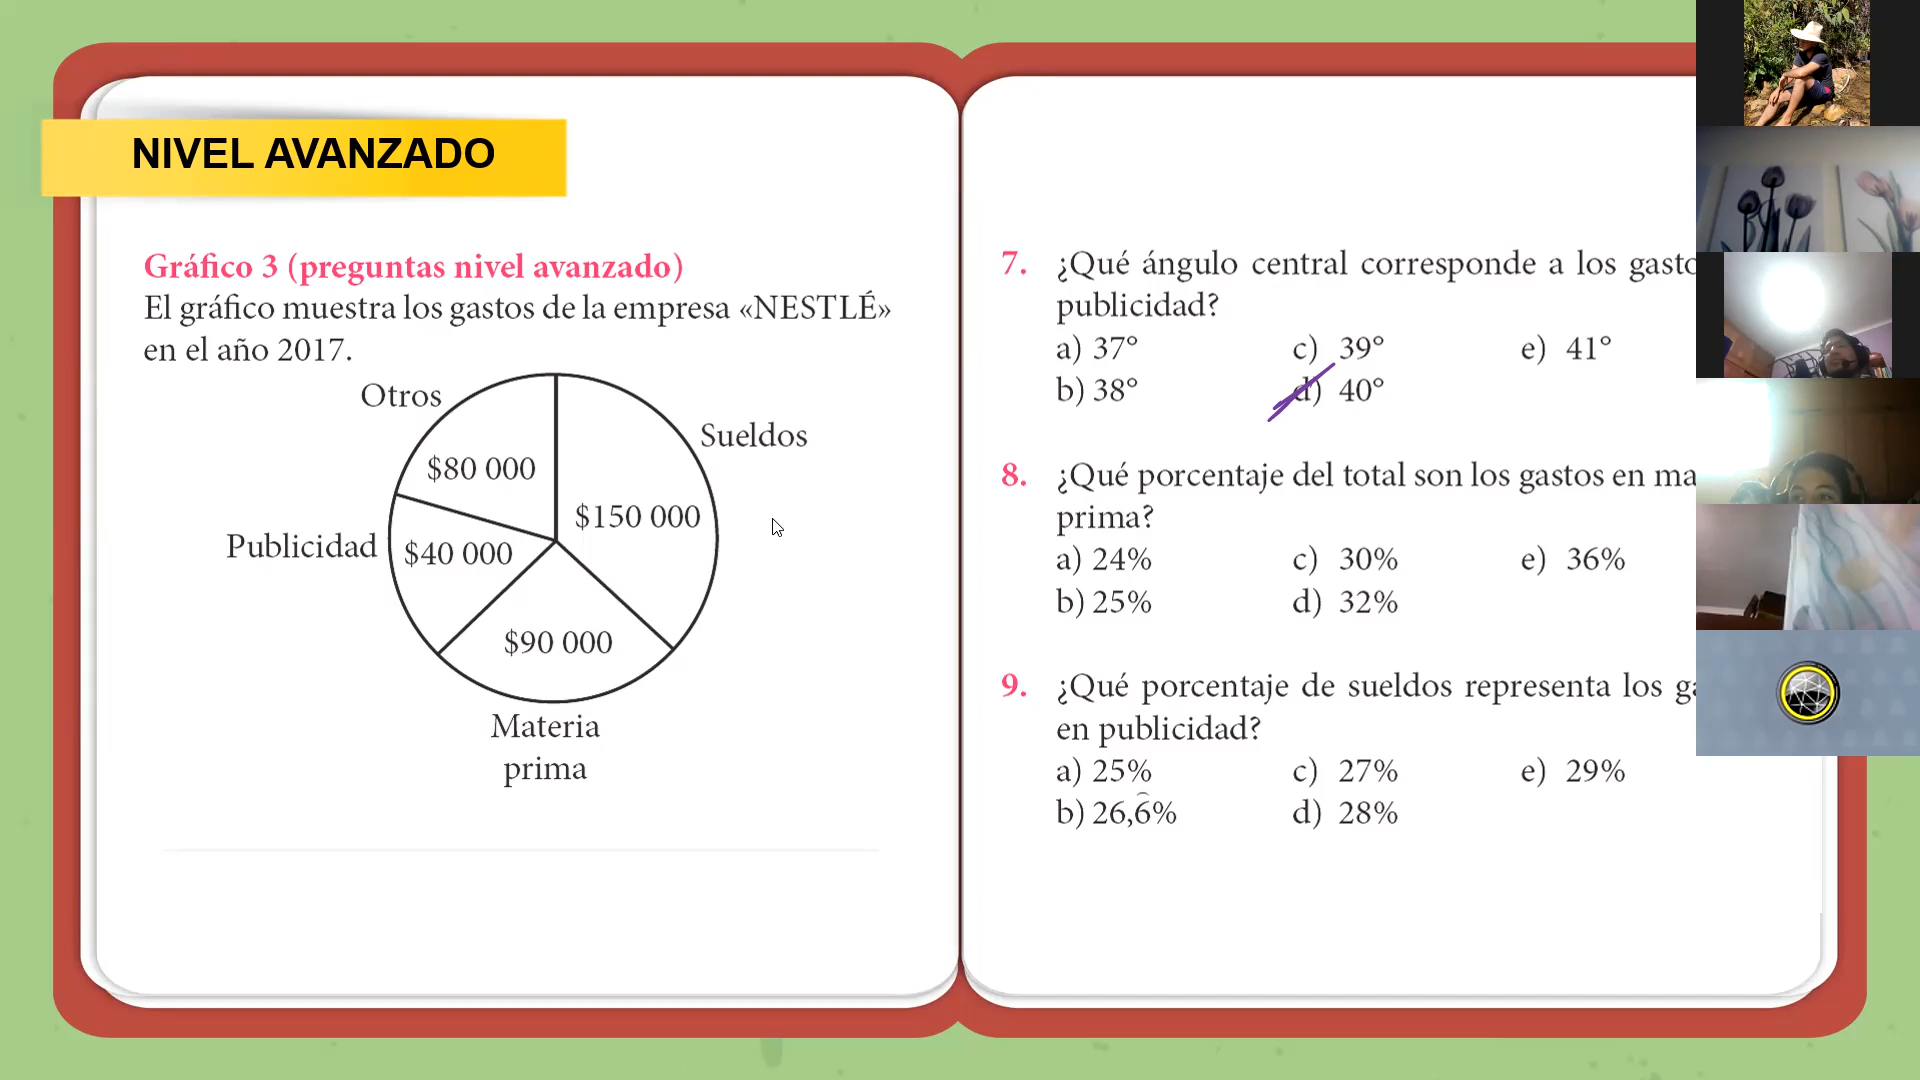 NIVEL AVANZADO
Gráfico 3 (preguntas nivel avanzado)
El gráfico muestra los gastos de la empresa «NESTLÉ»
en el año 2017.
Otros
Sueldos
$80 000
$150 000
Publicidad
$40 000
$90 000
Materia
prima
7. ¿Qué ángulo central corresponde a los
publicidad?
a) 37° c) 39° e) 41°
b) 38° d) 40°
8. ¿Qué porcentaje del total son los gastos en
prima?
a) 24% c) 30% e) 36%
b) 25% d) 32%
9. ¿Qué porcentaje de sueldos representa los
en publicidad?
a) 25% c) 27% e) 29%
b) 26,6̑% d) 28%